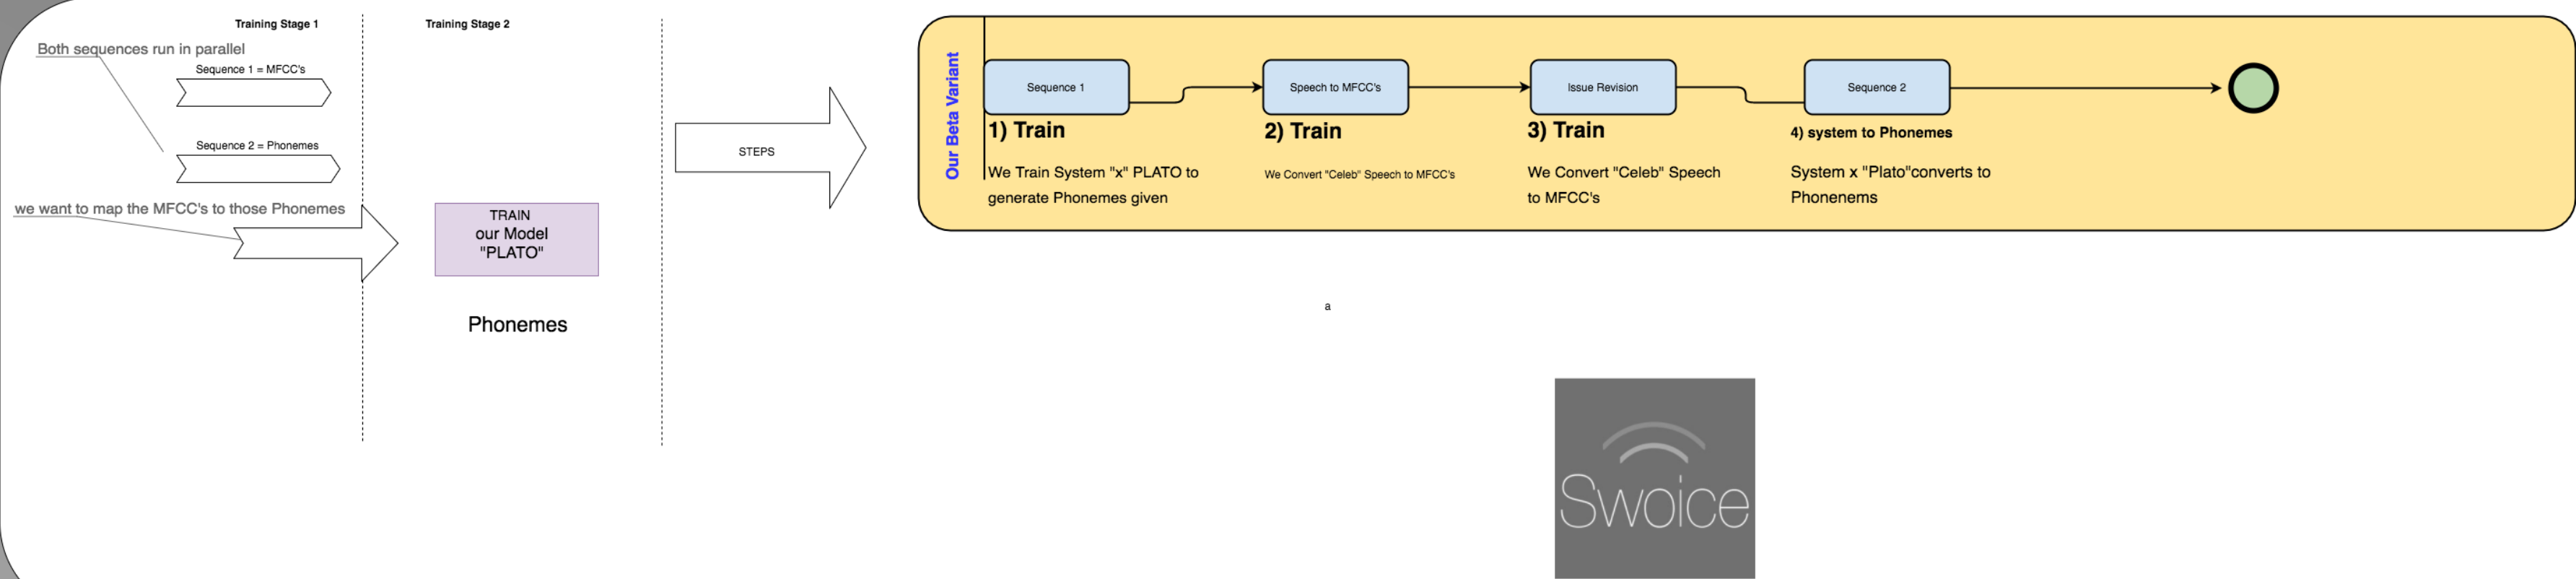 Training Stage 1
Training Stage 2
Both sequences run in parallel
Sequence 1 = MFCC's
Sequence 2 = Phonemes
we want to map the MFCC's to those Phonemes
TRAIN
our Model
"PLATO"
Phonemes
STEPS
Our Beta Variant
Sequence 1
Speech to MFCC's
Issue Revision
Sequence 2
1) Train
We Train System "x" PLATO to
generate Phonemes given
2) Train
We Convert "Celeb" Speech to MFCC's
3) Train
We Convert "Celeb" Speech
to MFCC's
4) system to Phonemes
System x "Plato"converts to
Phonenems
a
Swoice